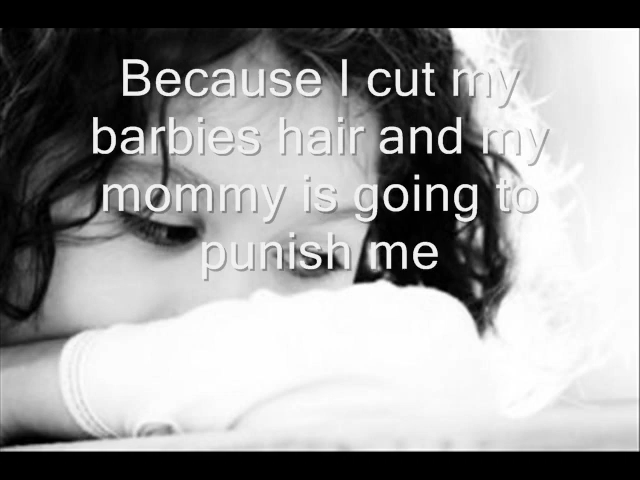 Because I cut my
barbies hair and my
mommy is going to
punish me